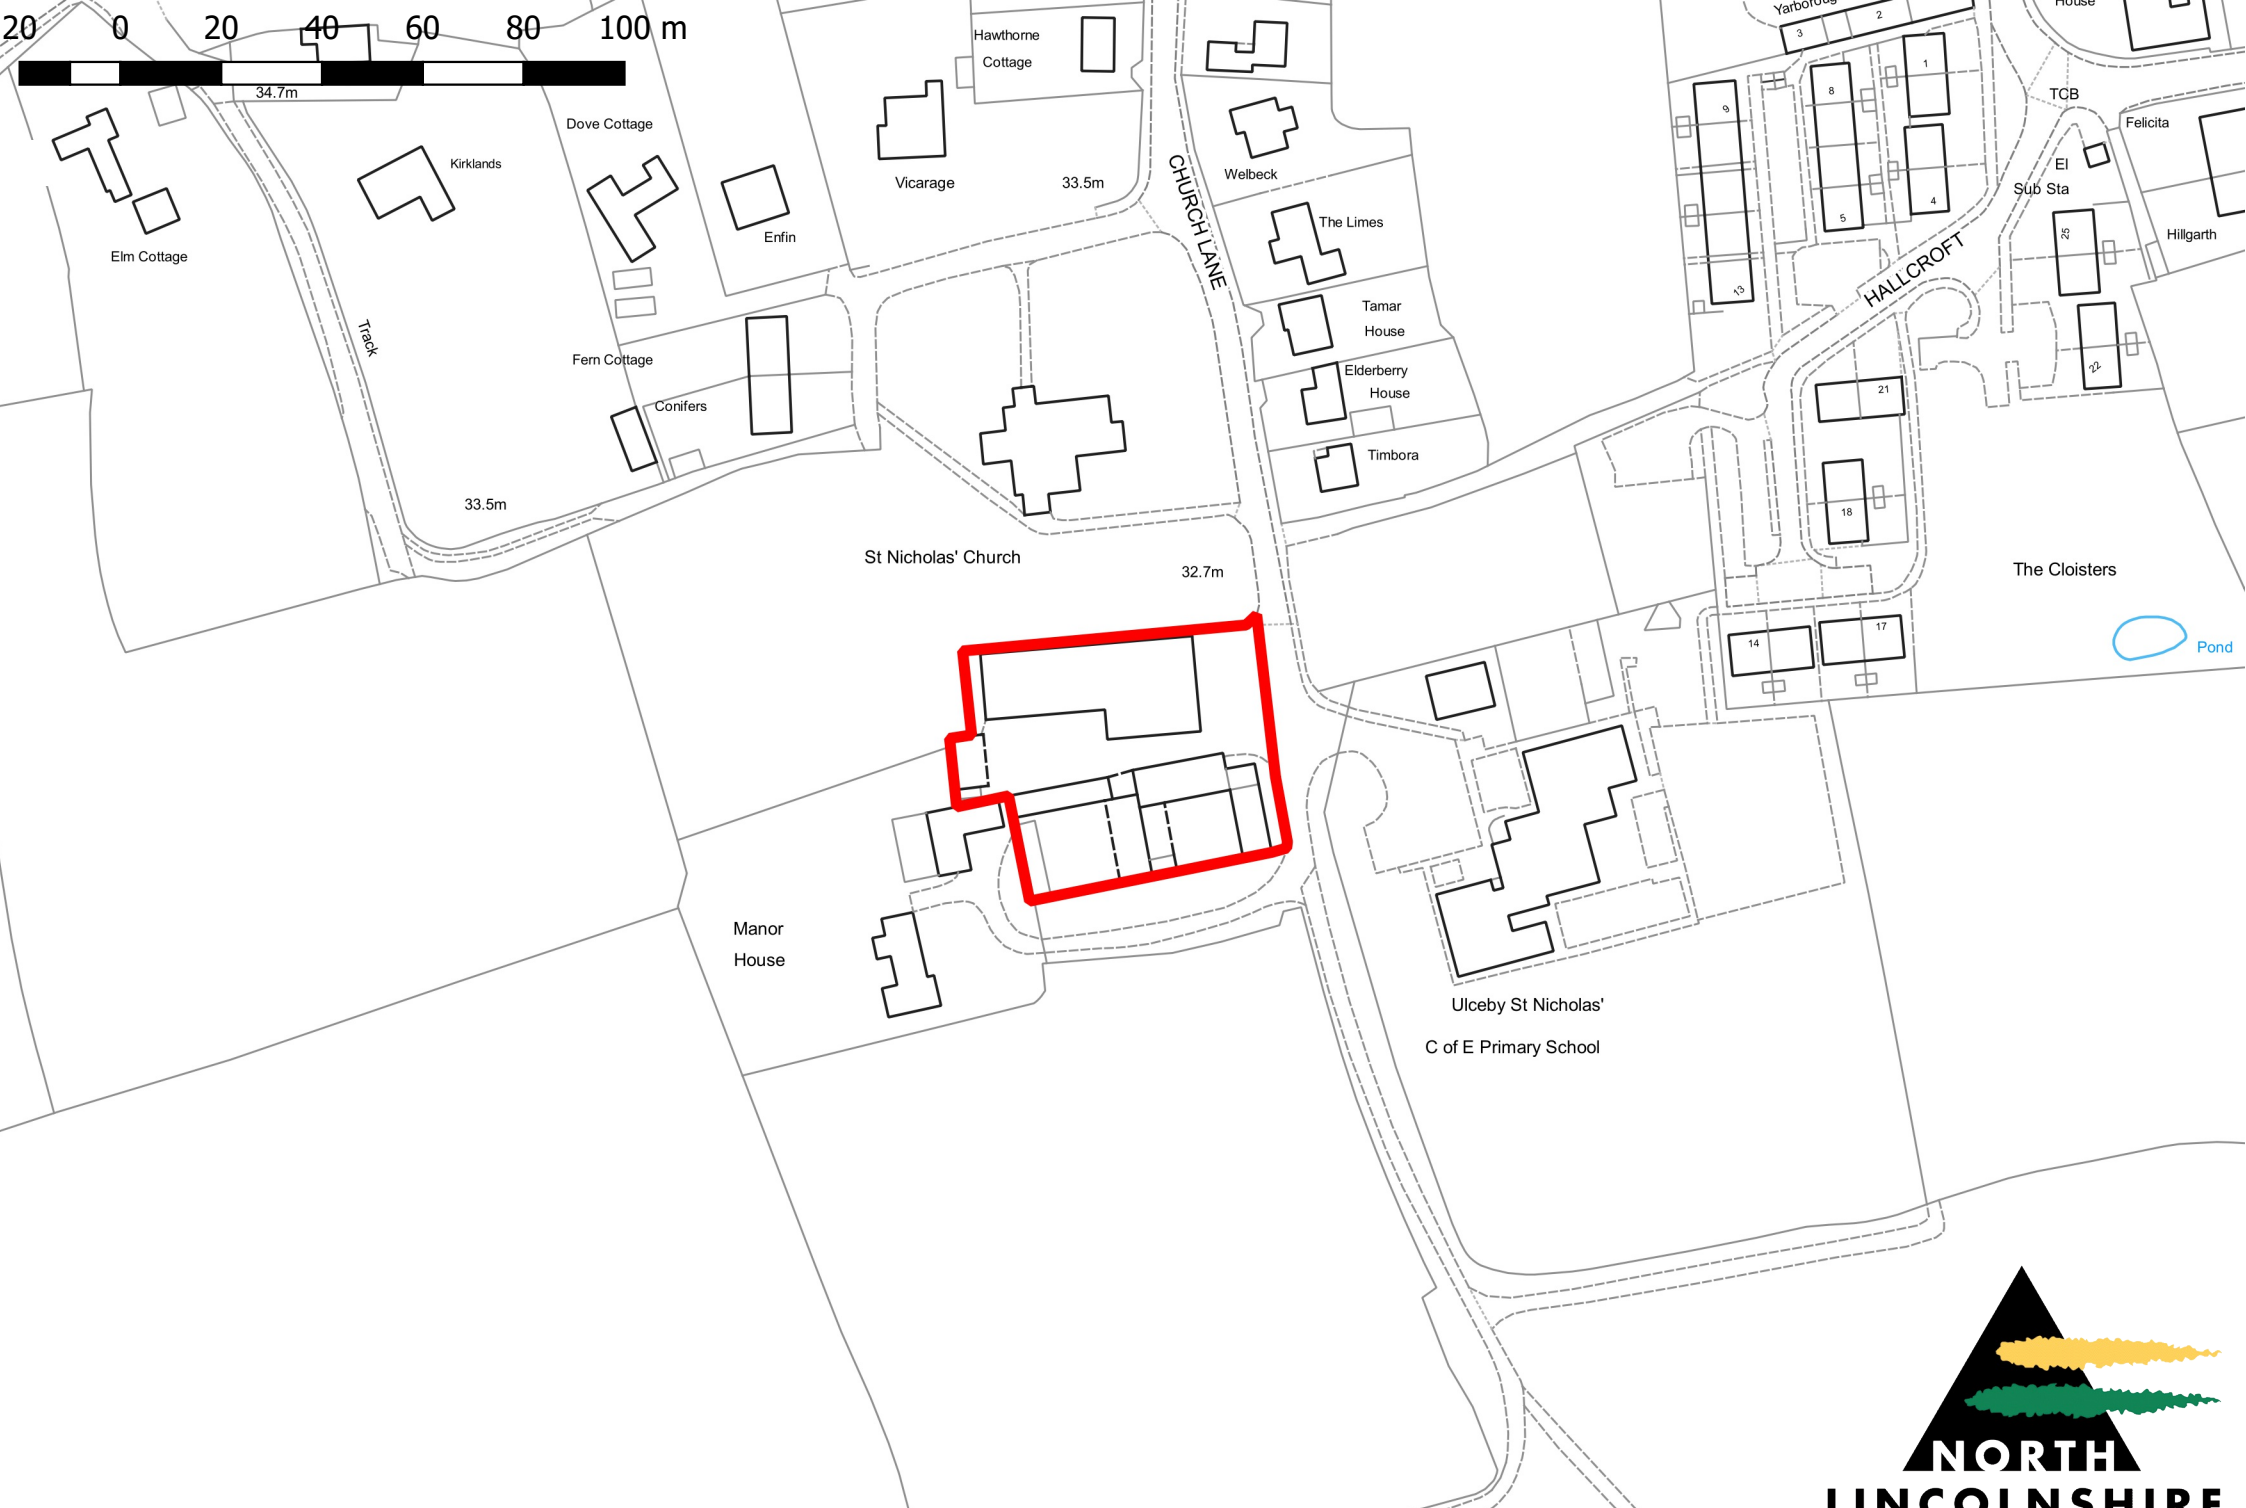 20 0 20 40 60 80 100 m
34.7m
Hawthorne
Cottage
Dove Cottage
Kirklands
Elm Cottage
Enfin
Vicarage
33.5m
CHURCH LANE
Welbeck
The Limes
Tamar
House
Elderberry
House
Timbora
Track
Fern Cottage
Conifers
33.5m
St Nicholas' Church
32.7m
House
3
2
9
8
1
5
4
13
TCB
Felicita
El
Sub Sta
25
Hillgarth
HALLCROFT
22
21
18
The Cloisters
14
17
Pond
Manor
House
Ulceby St Nicholas'
C of E Primary School
NORTH
LINCOLNSHIRE